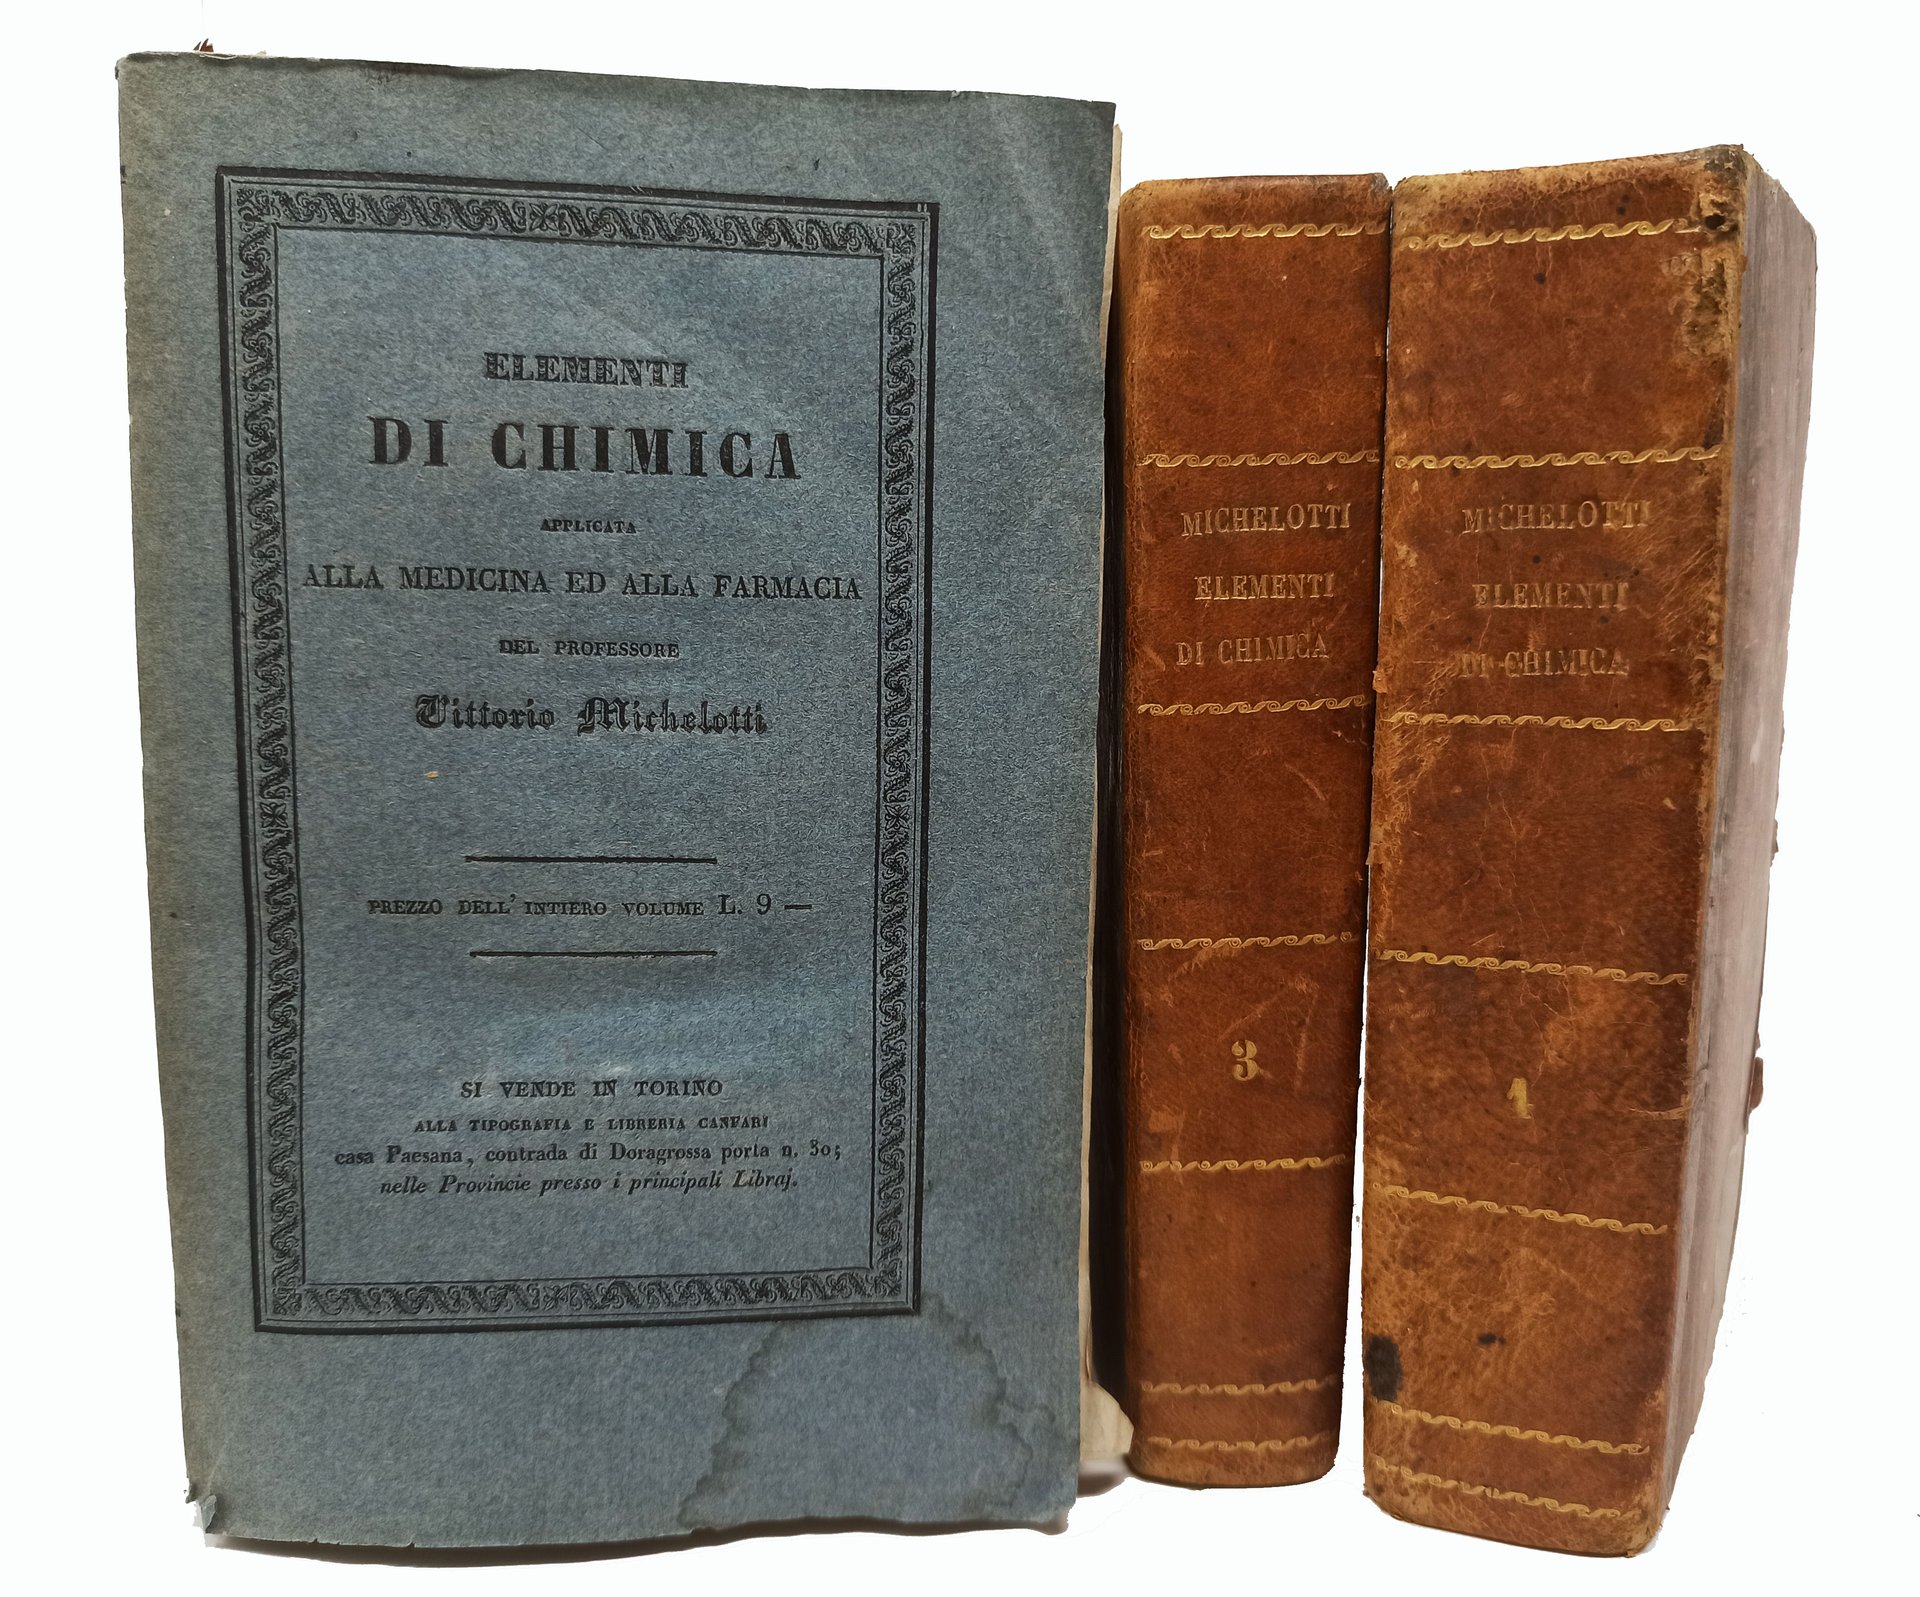 ELEMENTI
DI CHIMICA
APPLICATA
ALLA MEDICINA ED ALLA FARMACIA
DEL PROFESSORE
Vittorio Michelotti
PREZZO DELL' INTIERO VOLUME L. 9 —
SI VENDE IN TORINO
ALLA TIPOGRAFIA E LIBRERIA CANFARI
casa Paesana, contrada di Doragrossa porta n. 30;
nelle Provincie presso i principali Libraj.
MICHELOTTI
ELEMENTI
DI CHIMICA
3
MICHELOTTI
ELEMENTI
DI CHIMICA
1